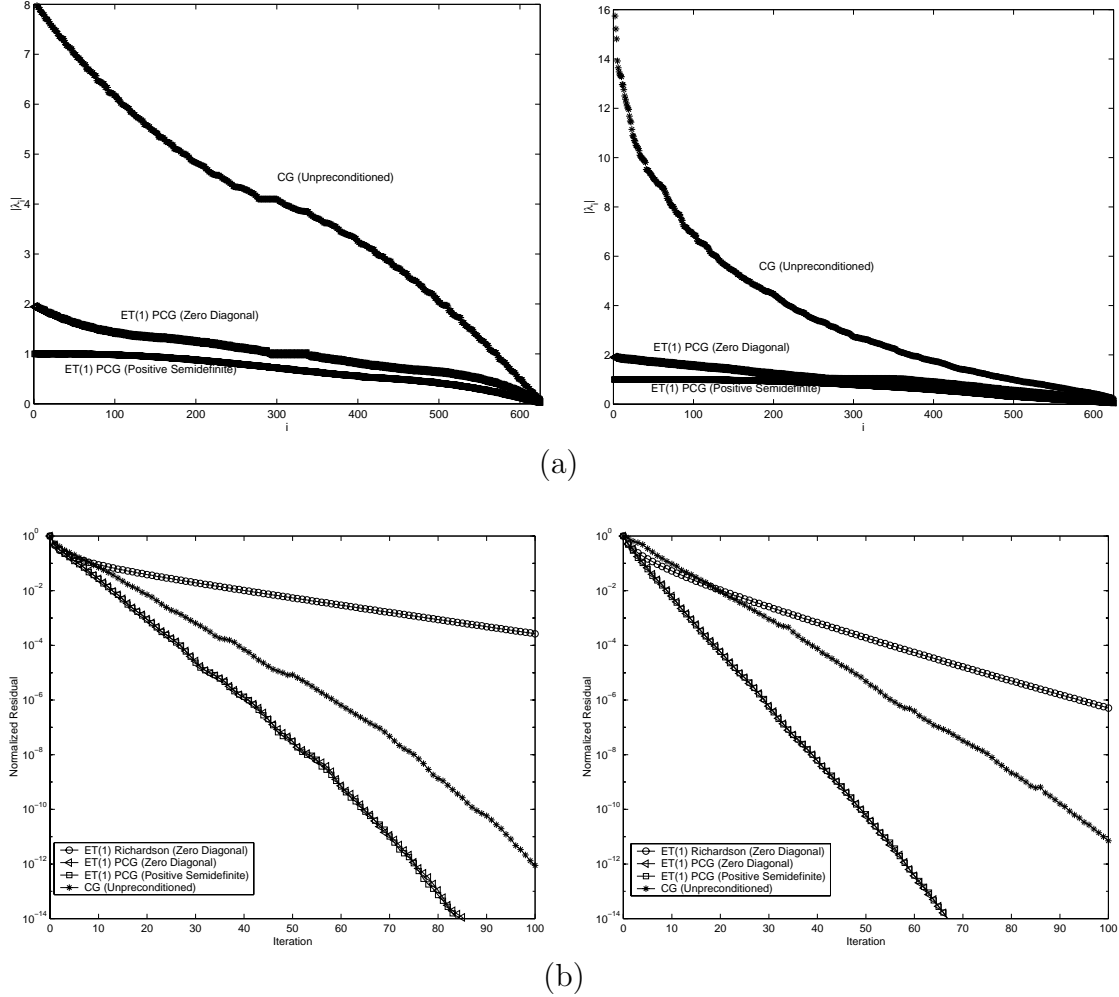 8
7
6
5
4
3
2
1
0
|λi|
CG (Unpreconditioned)
ET(1) PCG (Zero Diagonal)
ET(1) PCG (Positive Semidefinite)
0 100 200 300 400 500 600
i
16
14
12
10
8
6
4
2
0
|λi|
CG (Unpreconditioned)
ET(1) PCG (Zero Diagonal)
ET(1) PCG (Positive Semidefinite)
0 100 200 300 400 500 600
i
(a)
10^0
10^-2
10^-4
10^-6
10^-8
10^-10
10^-12
10^-14
Normalized Residual
ET(1) Richardson (Zero Diagonal)
ET(1) PCG (Zero Diagonal)
ET(1) PCG (Positive Semidefinite)
CG (Unpreconditioned)
0 10 20 30 40 50 60 70 80 90 100
Iteration
10^0
10^-2
10^-4
10^-6
10^-8
10^-10
10^-12
10^-14
Normalized Residual
ET(1) Richardson (Zero Diagonal)
ET(1) PCG (Zero Diagonal)
ET(1) PCG (Positive Semidefinite)
CG (Unpreconditioned)
0 10 20 30 40 50 60 70 80 90 100
Iteration
(b)